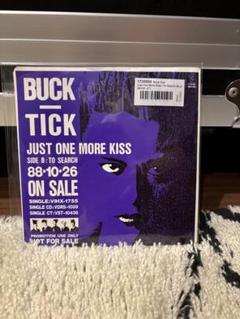 BUCK
TICK
JUST ONE MORE KISS
SIDE B: TO SEARCH
88·10·26
ON SALE
SINGLE:VIHX-1755
SINGLE CD:VDRS-1099
SINGLE CT:VST-10436
PROMOTION USE ONLY
NOT FOR SALE